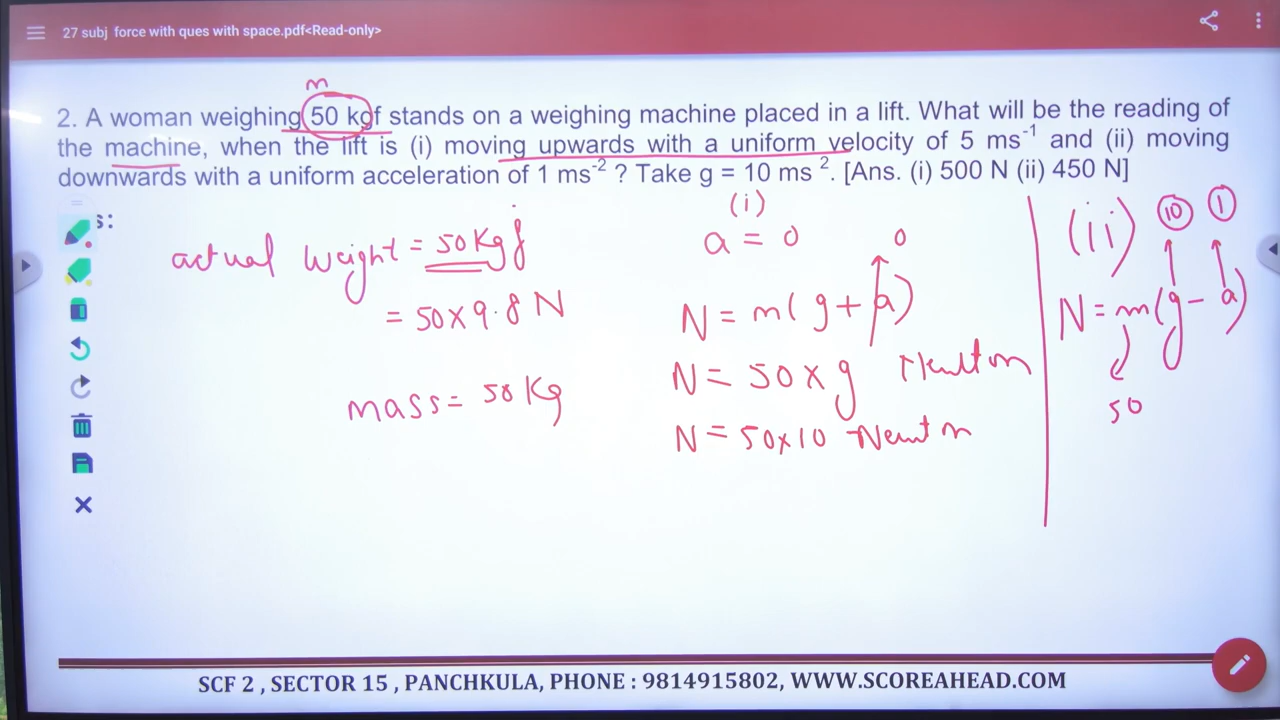 27 subj force with ques with space.pdf<Read-only>
m
2. A woman weighing 50 kgf stands on a weighing machine placed in a lift. What will be the reading of
the machine, when the lift is (i) moving upwards with a uniform velocity of 5 ms-1 and (ii) moving
downwards with a uniform acceleration of 1 ms-2 ? Take g = 10 ms 2. [Ans. (i) 500 N (ii) 450 N]
s:
actual weight = 50 Kgf
= 50 X 9.8 N
mass = 50 Kg
(i)
a = 0
0
N = m( g + a)
N = 50 X g Newton
N = 50 x 10 Newton
(ii) 10 1
N = m(g - a)
50
SCF 2 , SECTOR 15 , PANCHKULA, PHONE : 9814915802, WWW.SCOREAHEAD.COM